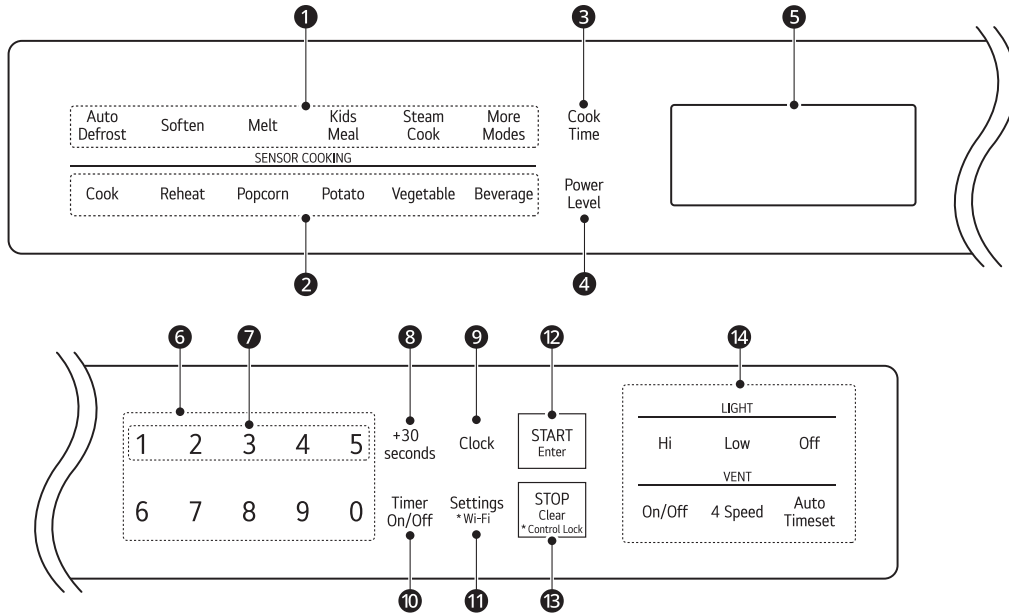 1 3 5
Auto Defrost Soften Melt Kids Meal Steam Cook More Modes Cook Time
SENSOR COOKING
Cook Reheat Popcorn Potato Vegetable Beverage Power Level
2 4
6 7 8 9 12 14
LIGHT
1 2 3 4 5 +30 seconds Clock START Enter Hi Low Off
VENT
6 7 8 9 0 Timer On/Off Settings * Wi-Fi STOP Clear * Control Lock On/Off 4 Speed Auto Timeset
10 11 13